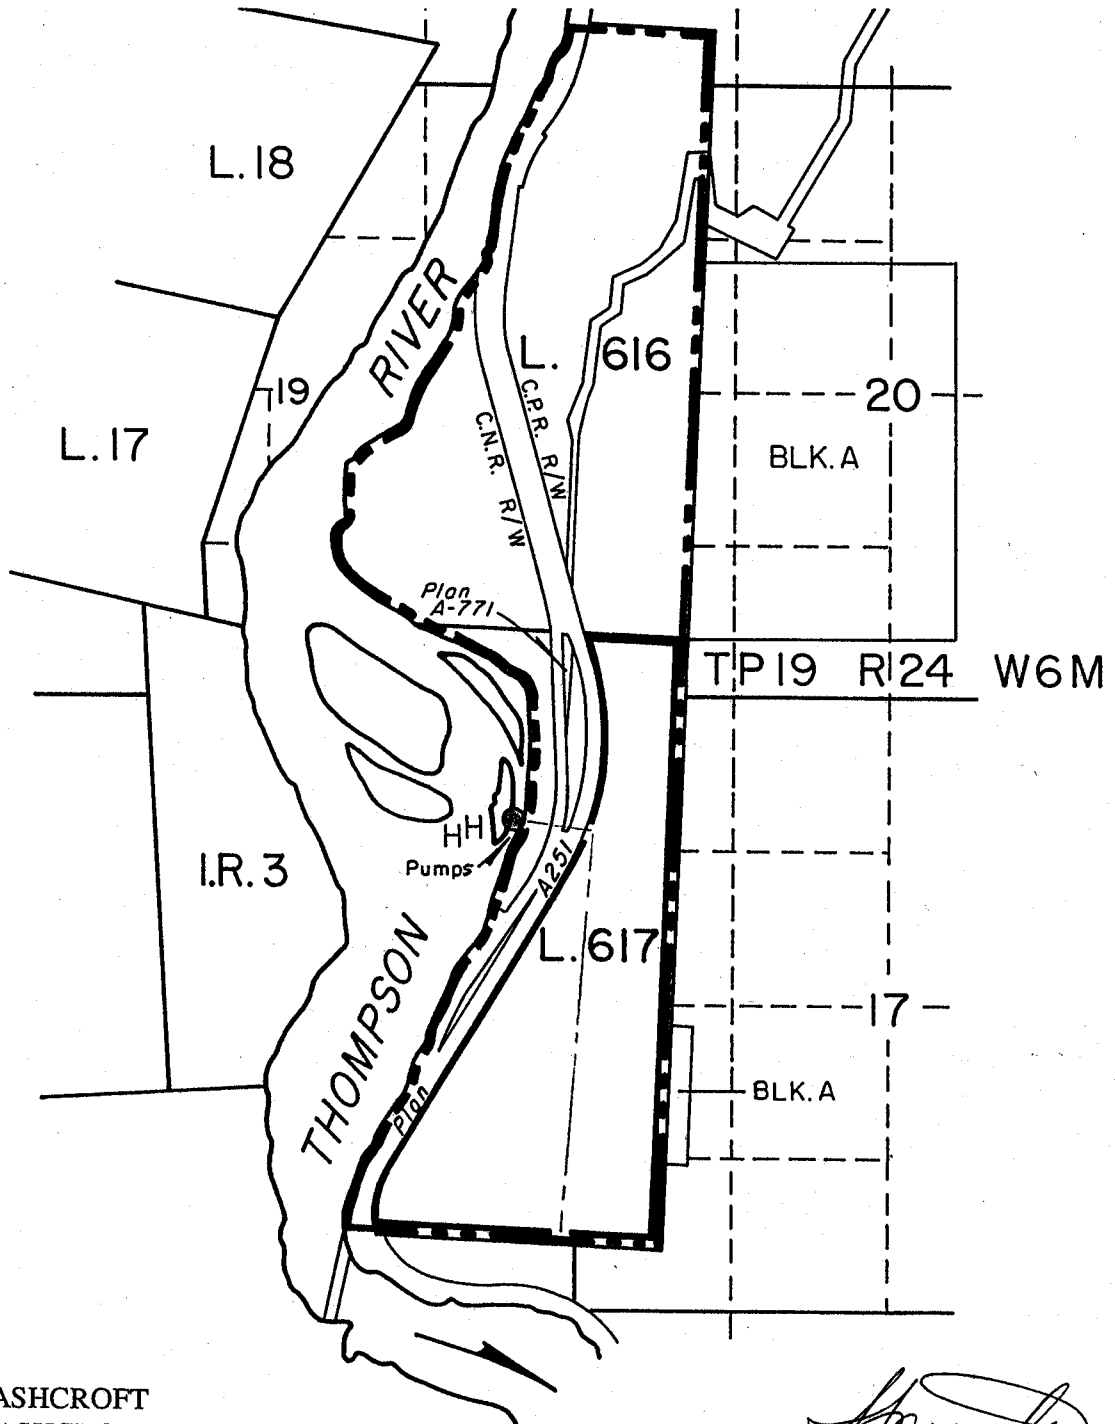 L.18
RIVER
L. 616
19
C.P.R. R/W
20
L.17
C.N.R. R/W
BLK. A
Plan
A-771
TP19 R24 W6M
HH
Pumps
I.R. 3
A251
L.617
THOMPSON
17
BLK. A
Plan
ASHCROFT